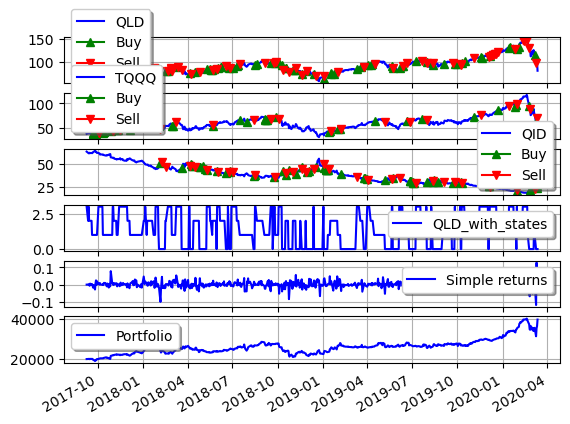 QLD
Buy
Sell
150
100
TQQQ
Buy
Sell
100
50
QID
Buy
Sell
50
25
QLD_with_states
2.5
0.0
Simple returns
0.1
0.0
−0.1
Portfolio
40000
20000
2017-10 2018-01 2018-04 2018-07 2018-10 2019-01 2019-04 2019-07 2019-10 2020-01 2020-04